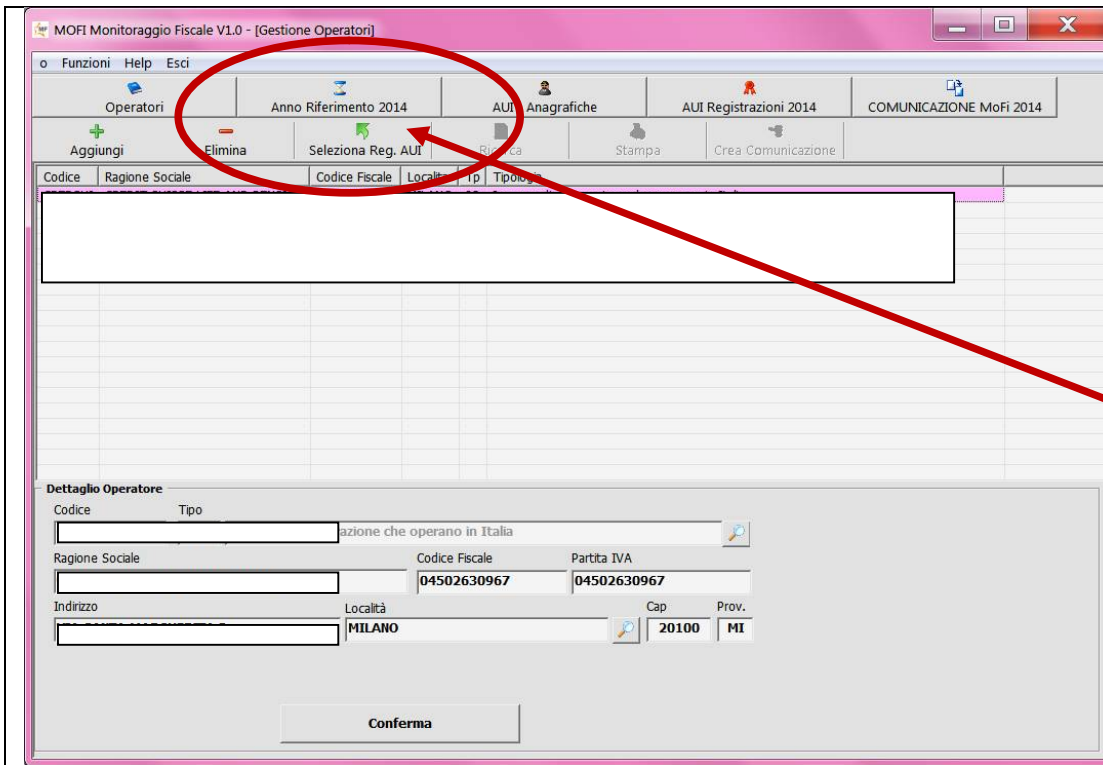 MOFI Monitoraggio Fiscale V1.0 - [Gestione Operatori]
o Funzioni Help Esci
Operatori Anno Riferimento 2014 AUI Anagrafiche AUI Registrazioni 2014 COMUNICAZIONE MoFi 2014
Aggiungi Elimina Seleziona Reg. AUI Ricerca Stampa Crea Comunicazione
Codice Ragione Sociale Codice Fiscale Localita Tp Tipologia
Dettaglio Operatore
Codice Tipo
azione che operano in Italia
Ragione Sociale Codice Fiscale Partita IVA
04502630967 04502630967
Indirizzo Località Cap Prov.
MILANO 20100 MI
Conferma